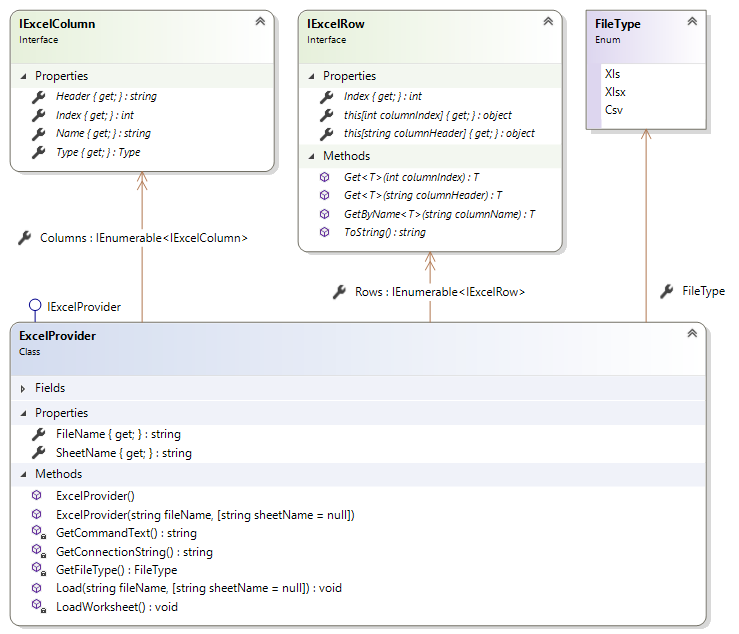 IExcelColumn
Interface
Properties
Header { get; } : string
Index { get; } : int
Name { get; } : string
Type { get; } : Type
IExcelRow
Interface
Properties
Index { get; } : int
this[int columnIndex] { get; } : object
this[string columnHeader] { get; } : object
Methods
Get<T>(int columnIndex) : T
Get<T>(string columnHeader) : T
GetByName<T>(string columnName) : T
ToString() : string
FileType
Enum
Xls
Xlsx
Csv
Columns : IEnumerable<IExcelColumn>
Rows : IEnumerable<IExcelRow>
FileType
IExcelProvider
ExcelProvider
Class
Fields
Properties
FileName { get; } : string
SheetName { get; } : string
Methods
ExcelProvider()
ExcelProvider(string fileName, [string sheetName = null])
GetCommandText() : string
GetConnectionString() : string
GetFileType() : FileType
Load(string fileName, [string sheetName = null]) : void
LoadWorksheet() : void